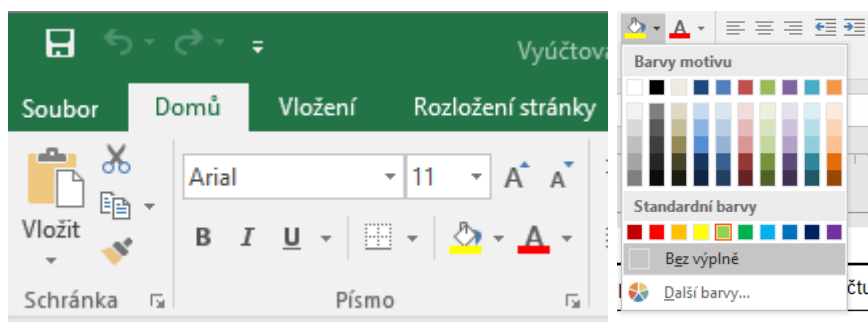 Vyúčtova
Soubor Domů Vložení Rozložení stránky
Vložit
Arial 11 A A
B I U A
Schránka Písmo
A
Barvy motivu
Standardní barvy
Bez výplně
Další barvy...
čtu